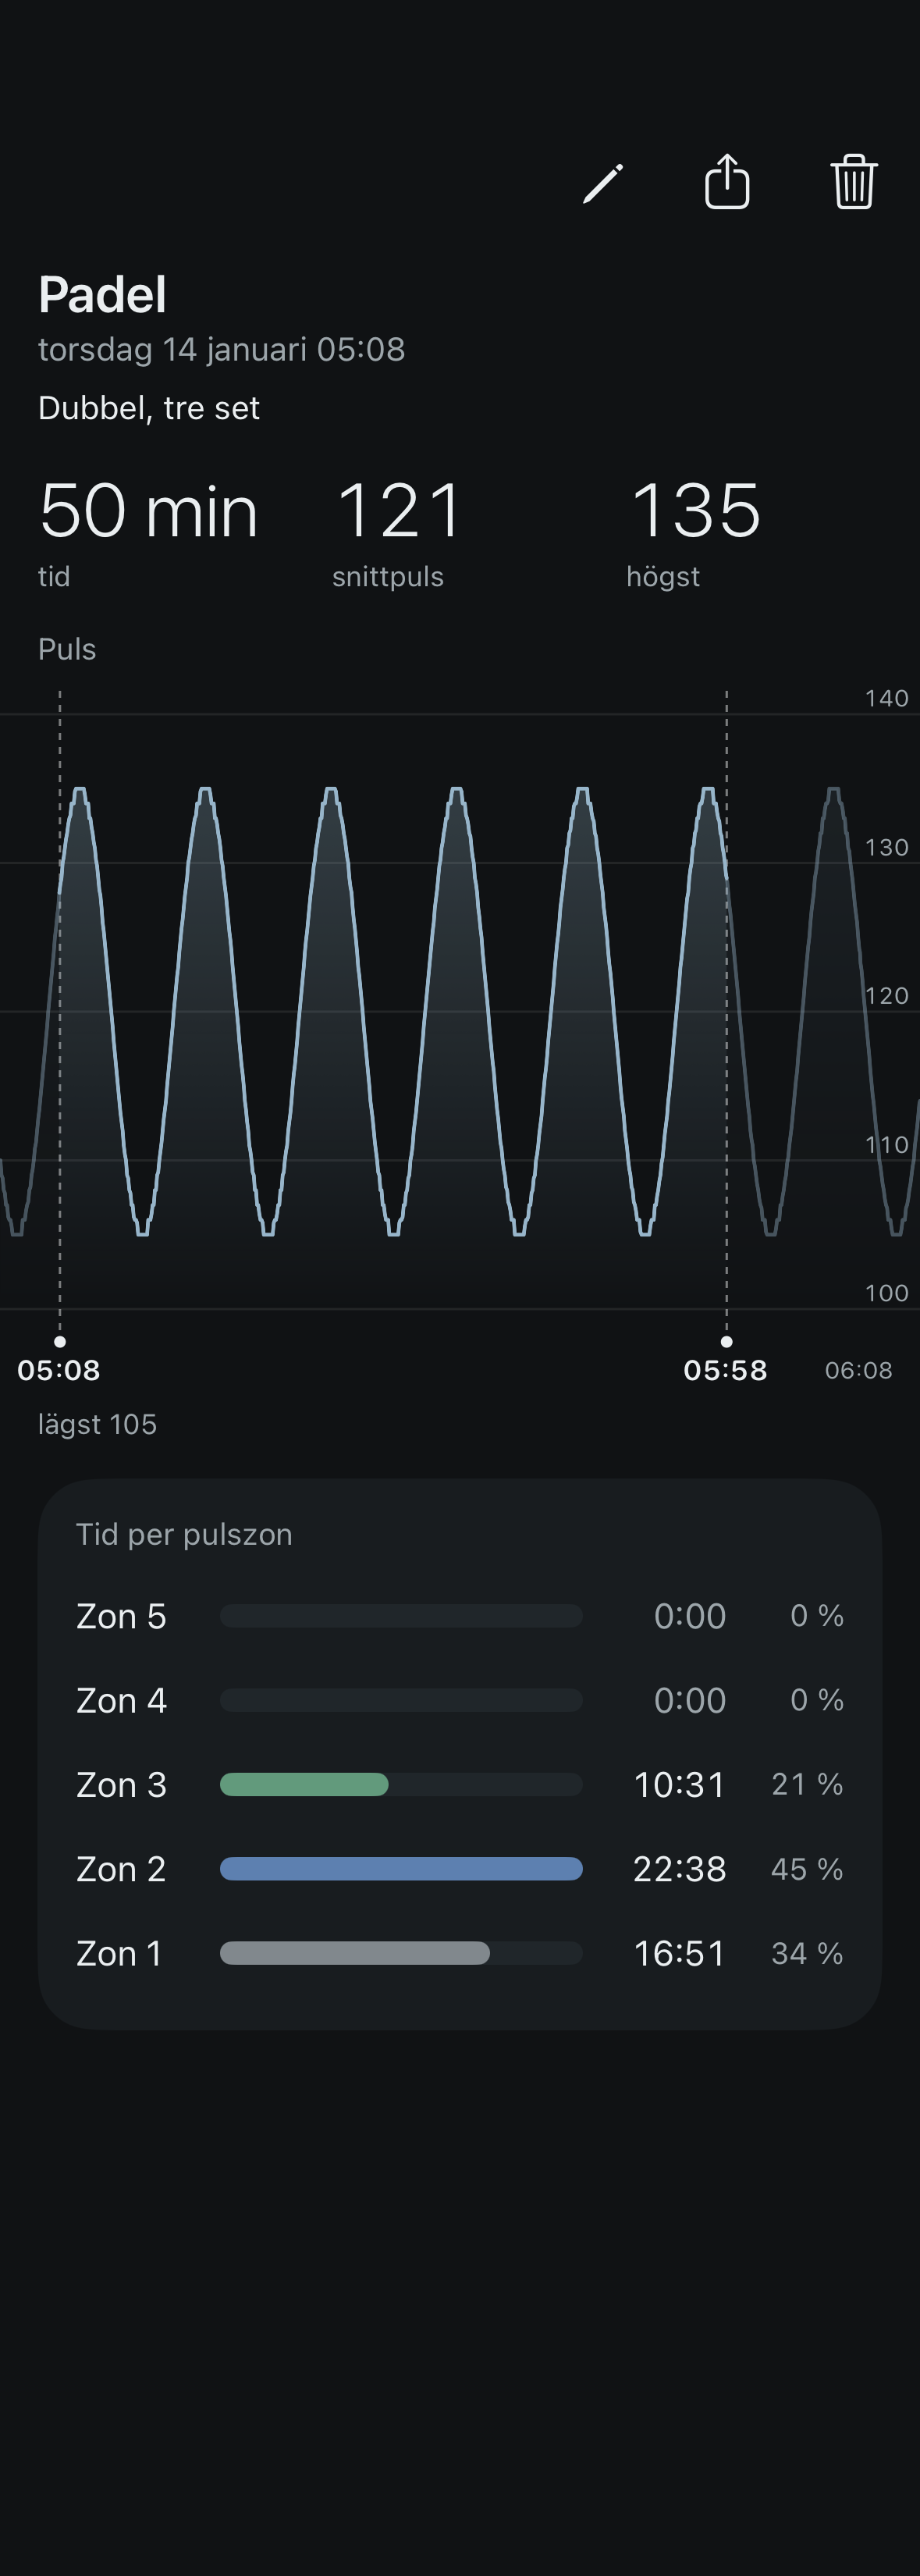 Padel
torsdag 14 januari 05:08
Dubbel, tre set
50 min 121 135
tid snittpuls högst
Puls
140
130
120
110
100
05:08 05:58 06:08
lägst 105
Tid per pulszon
Zon 5 0:00 0 %
Zon 4 0:00 0 %
Zon 3 10:31 21 %
Zon 2 22:38 45 %
Zon 1 16:51 34 %